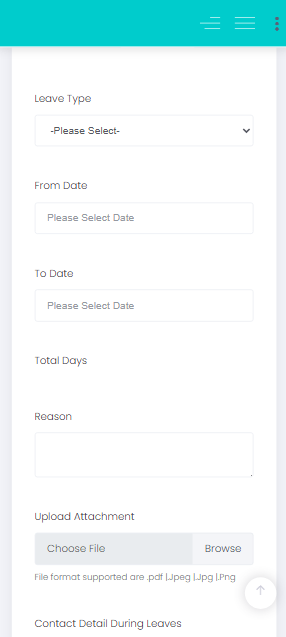 Leave Type
-Please Select-
From Date
Please Select Date
To Date
Please Select Date
Total Days
Reason
Upload Attachment
Choose File Browse
File format supported are .pdf |.Jpeg |.Jpg |.Png
Contact Detail During Leaves